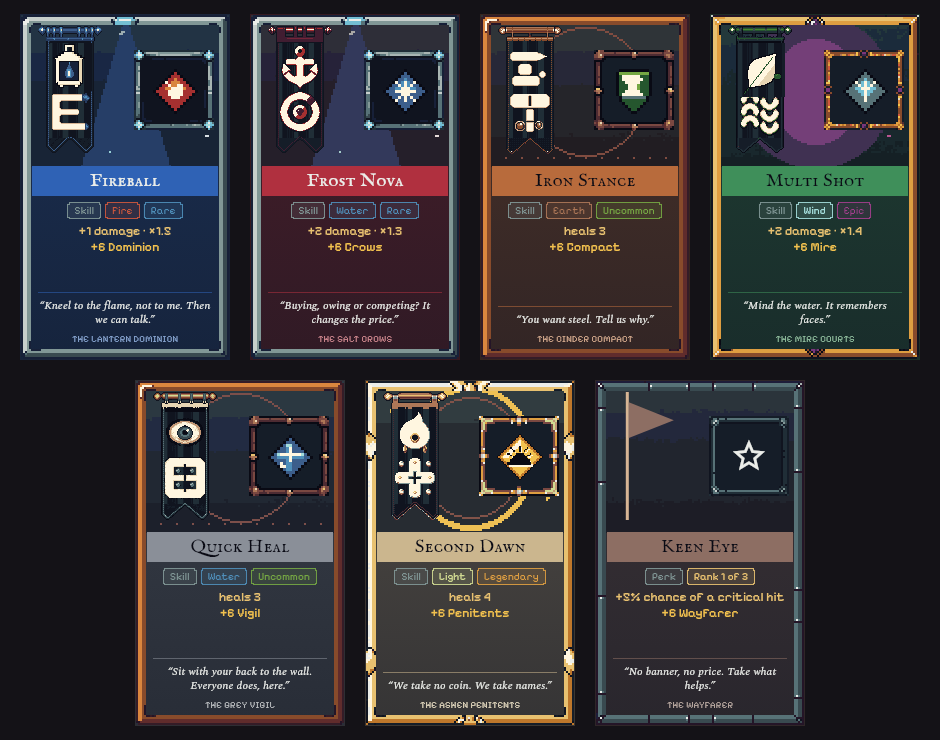 Fireball
Skill Fire Rare
+1 damage · ×1.5
+6 Dominion
“Kneel to the flame, not to me. Then
we can talk.”
THE LANTERN DOMINION
Frost Nova
Skill Water Rare
+2 damage · ×1.3
+6 Crows
“Buying, owing or competing? It
changes the price.”
THE SALT CROWS
Iron Stance
Skill Earth Uncommon
heals 3
+6 Compact
“You want steel. Tell us why.”
THE CINDER COMPACT
Multi Shot
Skill Wind Epic
+2 damage · ×1.4
+6 Mire
“Mind the water. It remembers
faces.”
THE MIRE COURTS
Quick Heal
Skill Water Uncommon
heals 3
+6 Vigil
“Sit with your back to the wall.
Everyone does, here.”
THE GREY VIGIL
Second Dawn
Skill Light Legendary
heals 4
+6 Penitents
“We take no coin. We take names.”
THE ASHEN PENITENTS
Keen Eye
Perk Rank 1 of 3
+5% chance of a critical hit
+6 Wayfarer
“No banner, no price. Take what
helps.”
THE WAYFARER